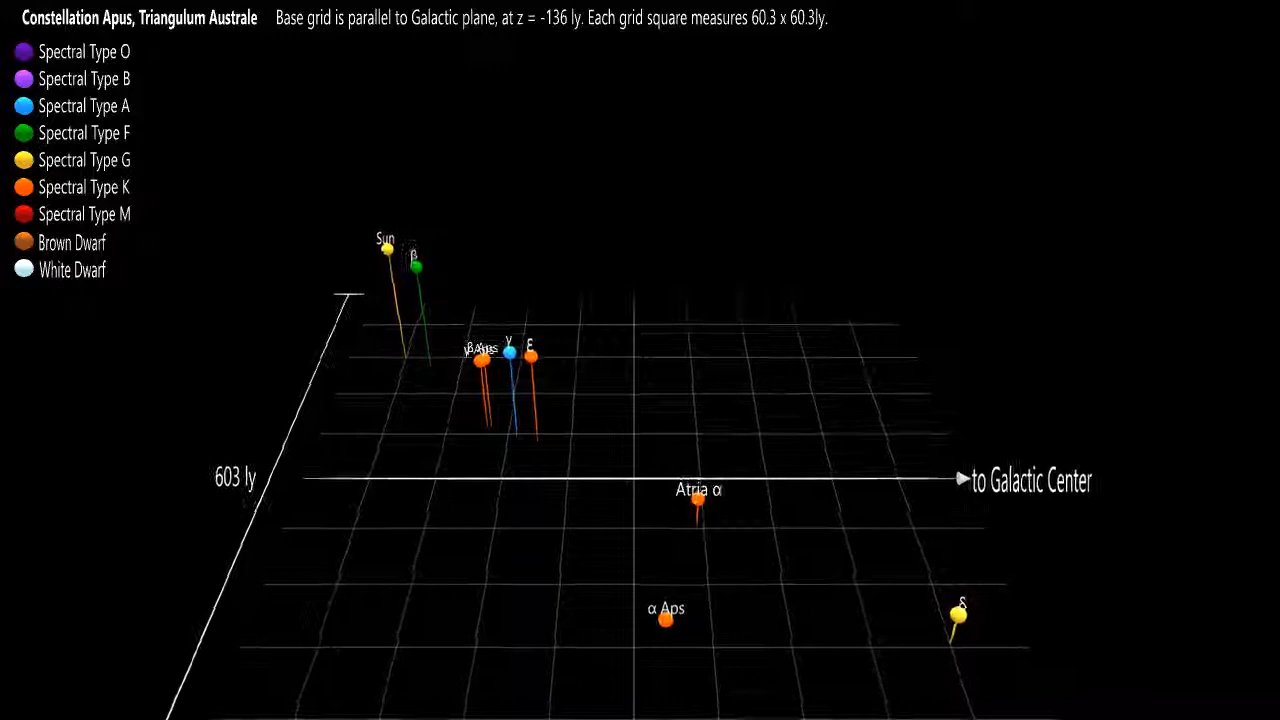 Constellation Apus, Triangulum Australe Base grid is parallel to Galactic plane, at z = -136 ly. Each grid square measures 60.3 x 60.3ly.
Spectral Type O
Spectral Type B
Spectral Type A
Spectral Type F
Spectral Type G
Spectral Type K
Spectral Type M
Brown Dwarf
White Dwarf
Sun
β
β Aps
γ
ε
603 ly
to Galactic Center
Atria α
α Aps
δ